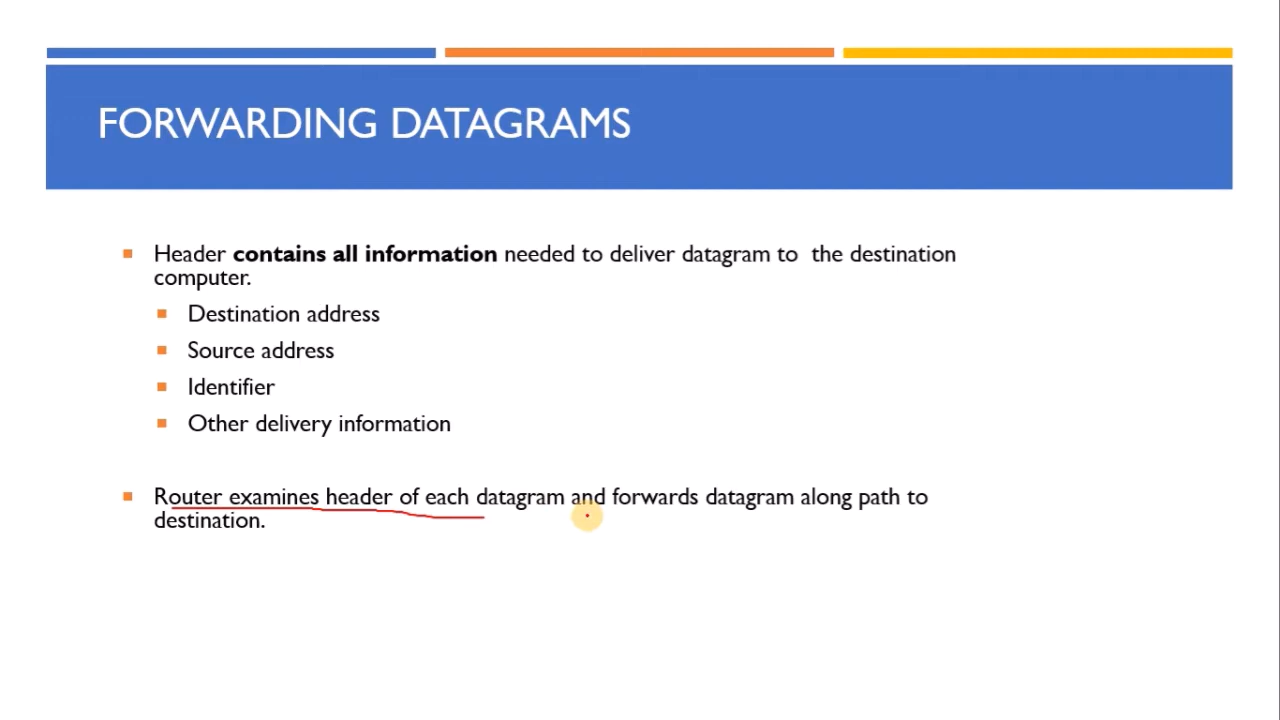 FORWARDING DATAGRAMS
Header contains all information needed to deliver datagram to the destination
computer.
Destination address
Source address
Identifier
Other delivery information
Router examines header of each datagram and forwards datagram along path to
destination.